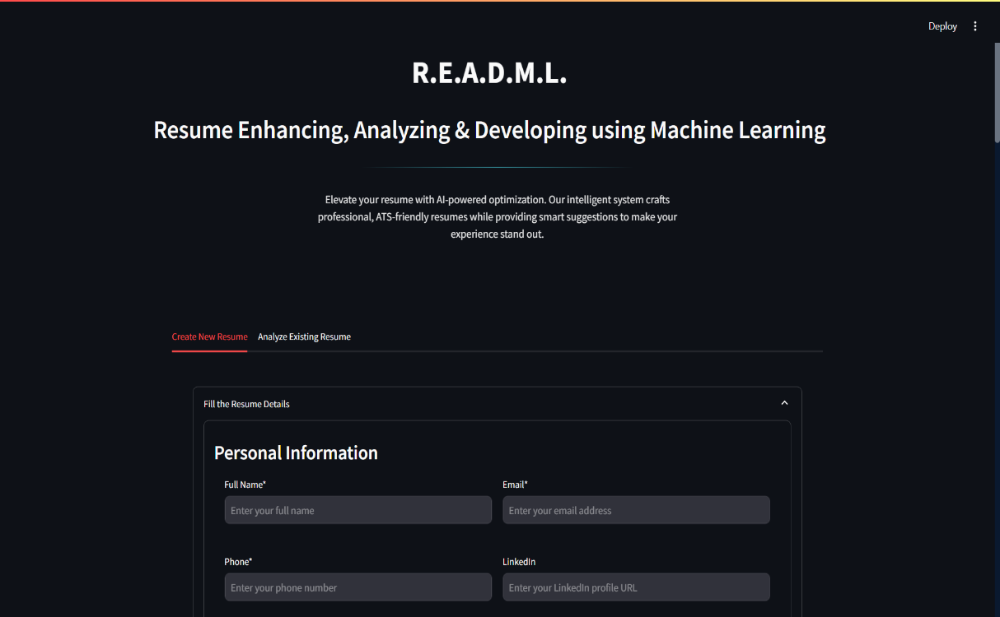 Deploy
R.E.A.D.M.L.
Resume Enhancing, Analyzing & Developing using Machine Learning
Elevate your resume with AI-powered optimization. Our intelligent system crafts
professional, ATS-friendly resumes while providing smart suggestions to make your
experience stand out.
Create New Resume Analyze Existing Resume
Fill the Resume Details
Personal Information
Full Name* Email*
Enter your full name Enter your email address
Phone* LinkedIn
Enter your phone number Enter your LinkedIn profile URL